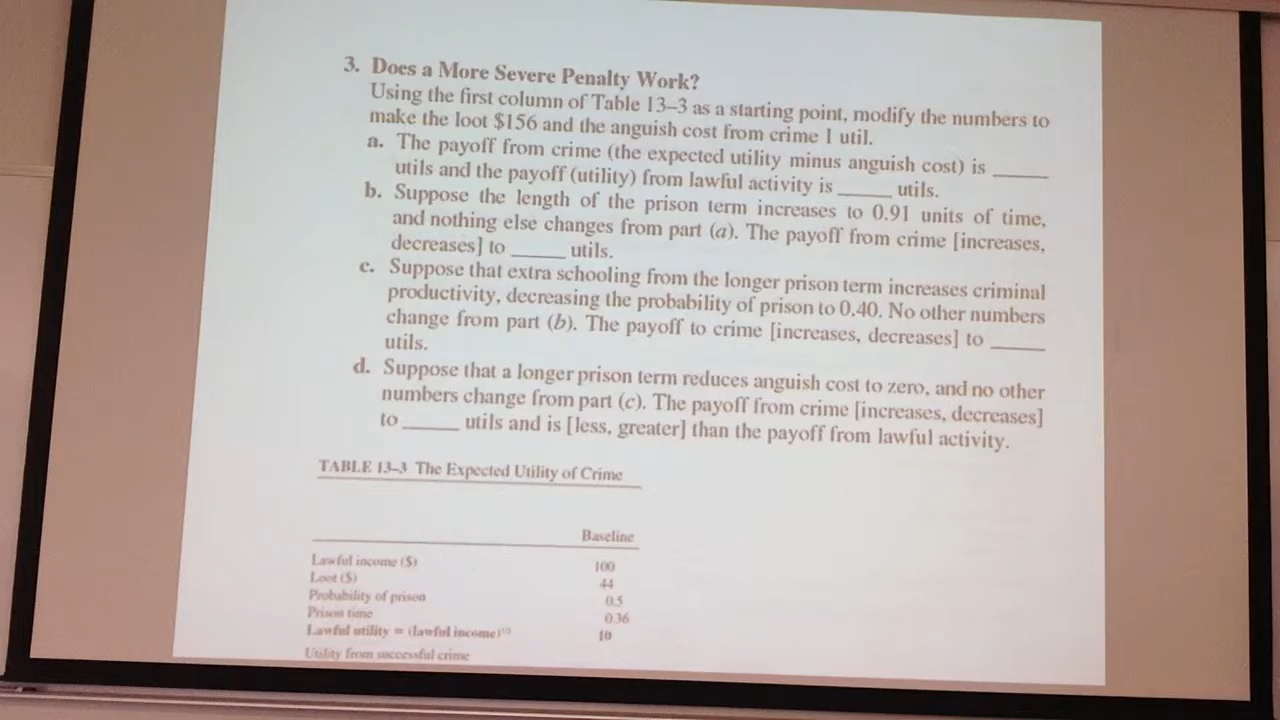 3. Does a More Severe Penalty Work?
Using the first column of Table 13–3 as a starting point, modify the numbers to
make the loot $156 and the anguish cost from crime 1 util.
a. The payoff from crime (the expected utility minus anguish cost) is ____
utils and the payoff (utility) from lawful activity is ____ utils.
b. Suppose the length of the prison term increases to 0.91 units of time,
and nothing else changes from part (a). The payoff from crime [increases,
decreases] to ____ utils.
c. Suppose that extra schooling from the longer prison term increases criminal
productivity, decreasing the probability of prison to 0.40. No other numbers
change from part (b). The payoff to crime [increases, decreases] to ____
utils.
d. Suppose that a longer prison term reduces anguish cost to zero, and no other
numbers change from part (c). The payoff from crime [increases, decreases]
to ____ utils and is [less, greater] than the payoff from lawful activity.
TABLE 13–3 The Expected Utility of Crime
Baseline
Lawful income ($) 100
Loot ($) 44
Probability of prison 0.5
Prison time 0.36
Lawful utility = (lawful income)^1/2 10
Utility from successful crime